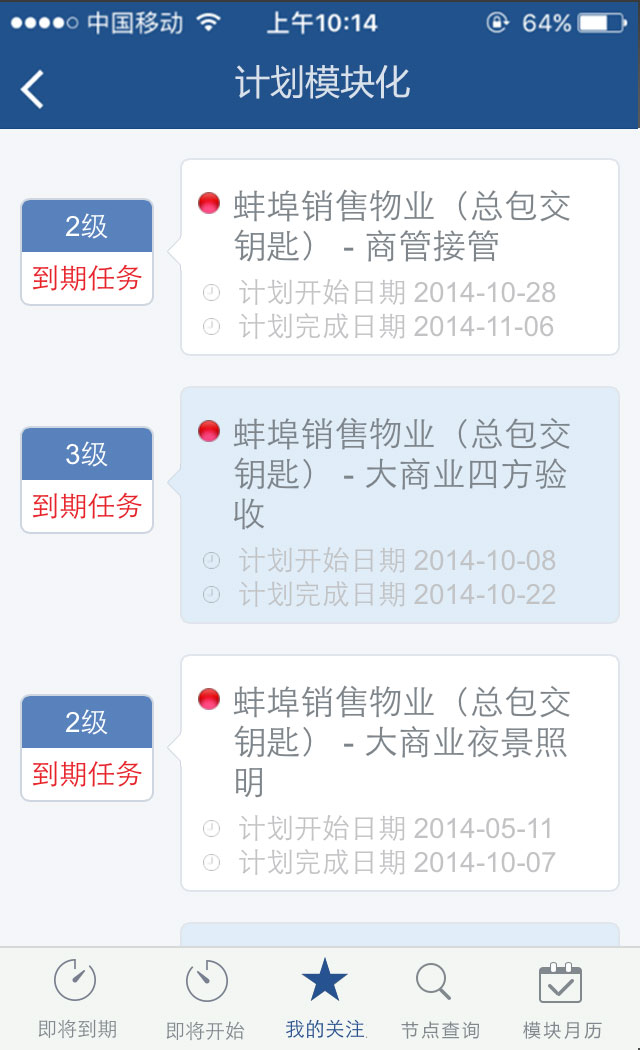 中国移动 上午10:14 64%
计划模块化
2级
到期任务
蚌埠销售物业（总包交
钥匙） - 商管接管
计划开始日期 2014-10-28
计划完成日期 2014-11-06
3级
到期任务
蚌埠销售物业（总包交
钥匙） - 大商业四方验
收
计划开始日期 2014-10-08
计划完成日期 2014-10-22
2级
到期任务
蚌埠销售物业（总包交
钥匙） - 大商业夜景照
明
计划开始日期 2014-05-11
计划完成日期 2014-10-07
即将到期 即将开始 我的关注 节点查询 模块月历